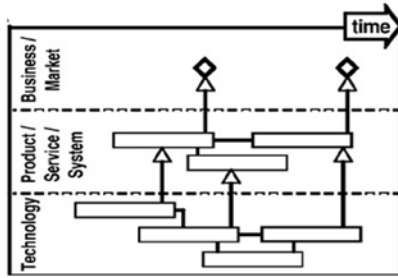 time
Business /
Market
Product /
Service /
System
Technology